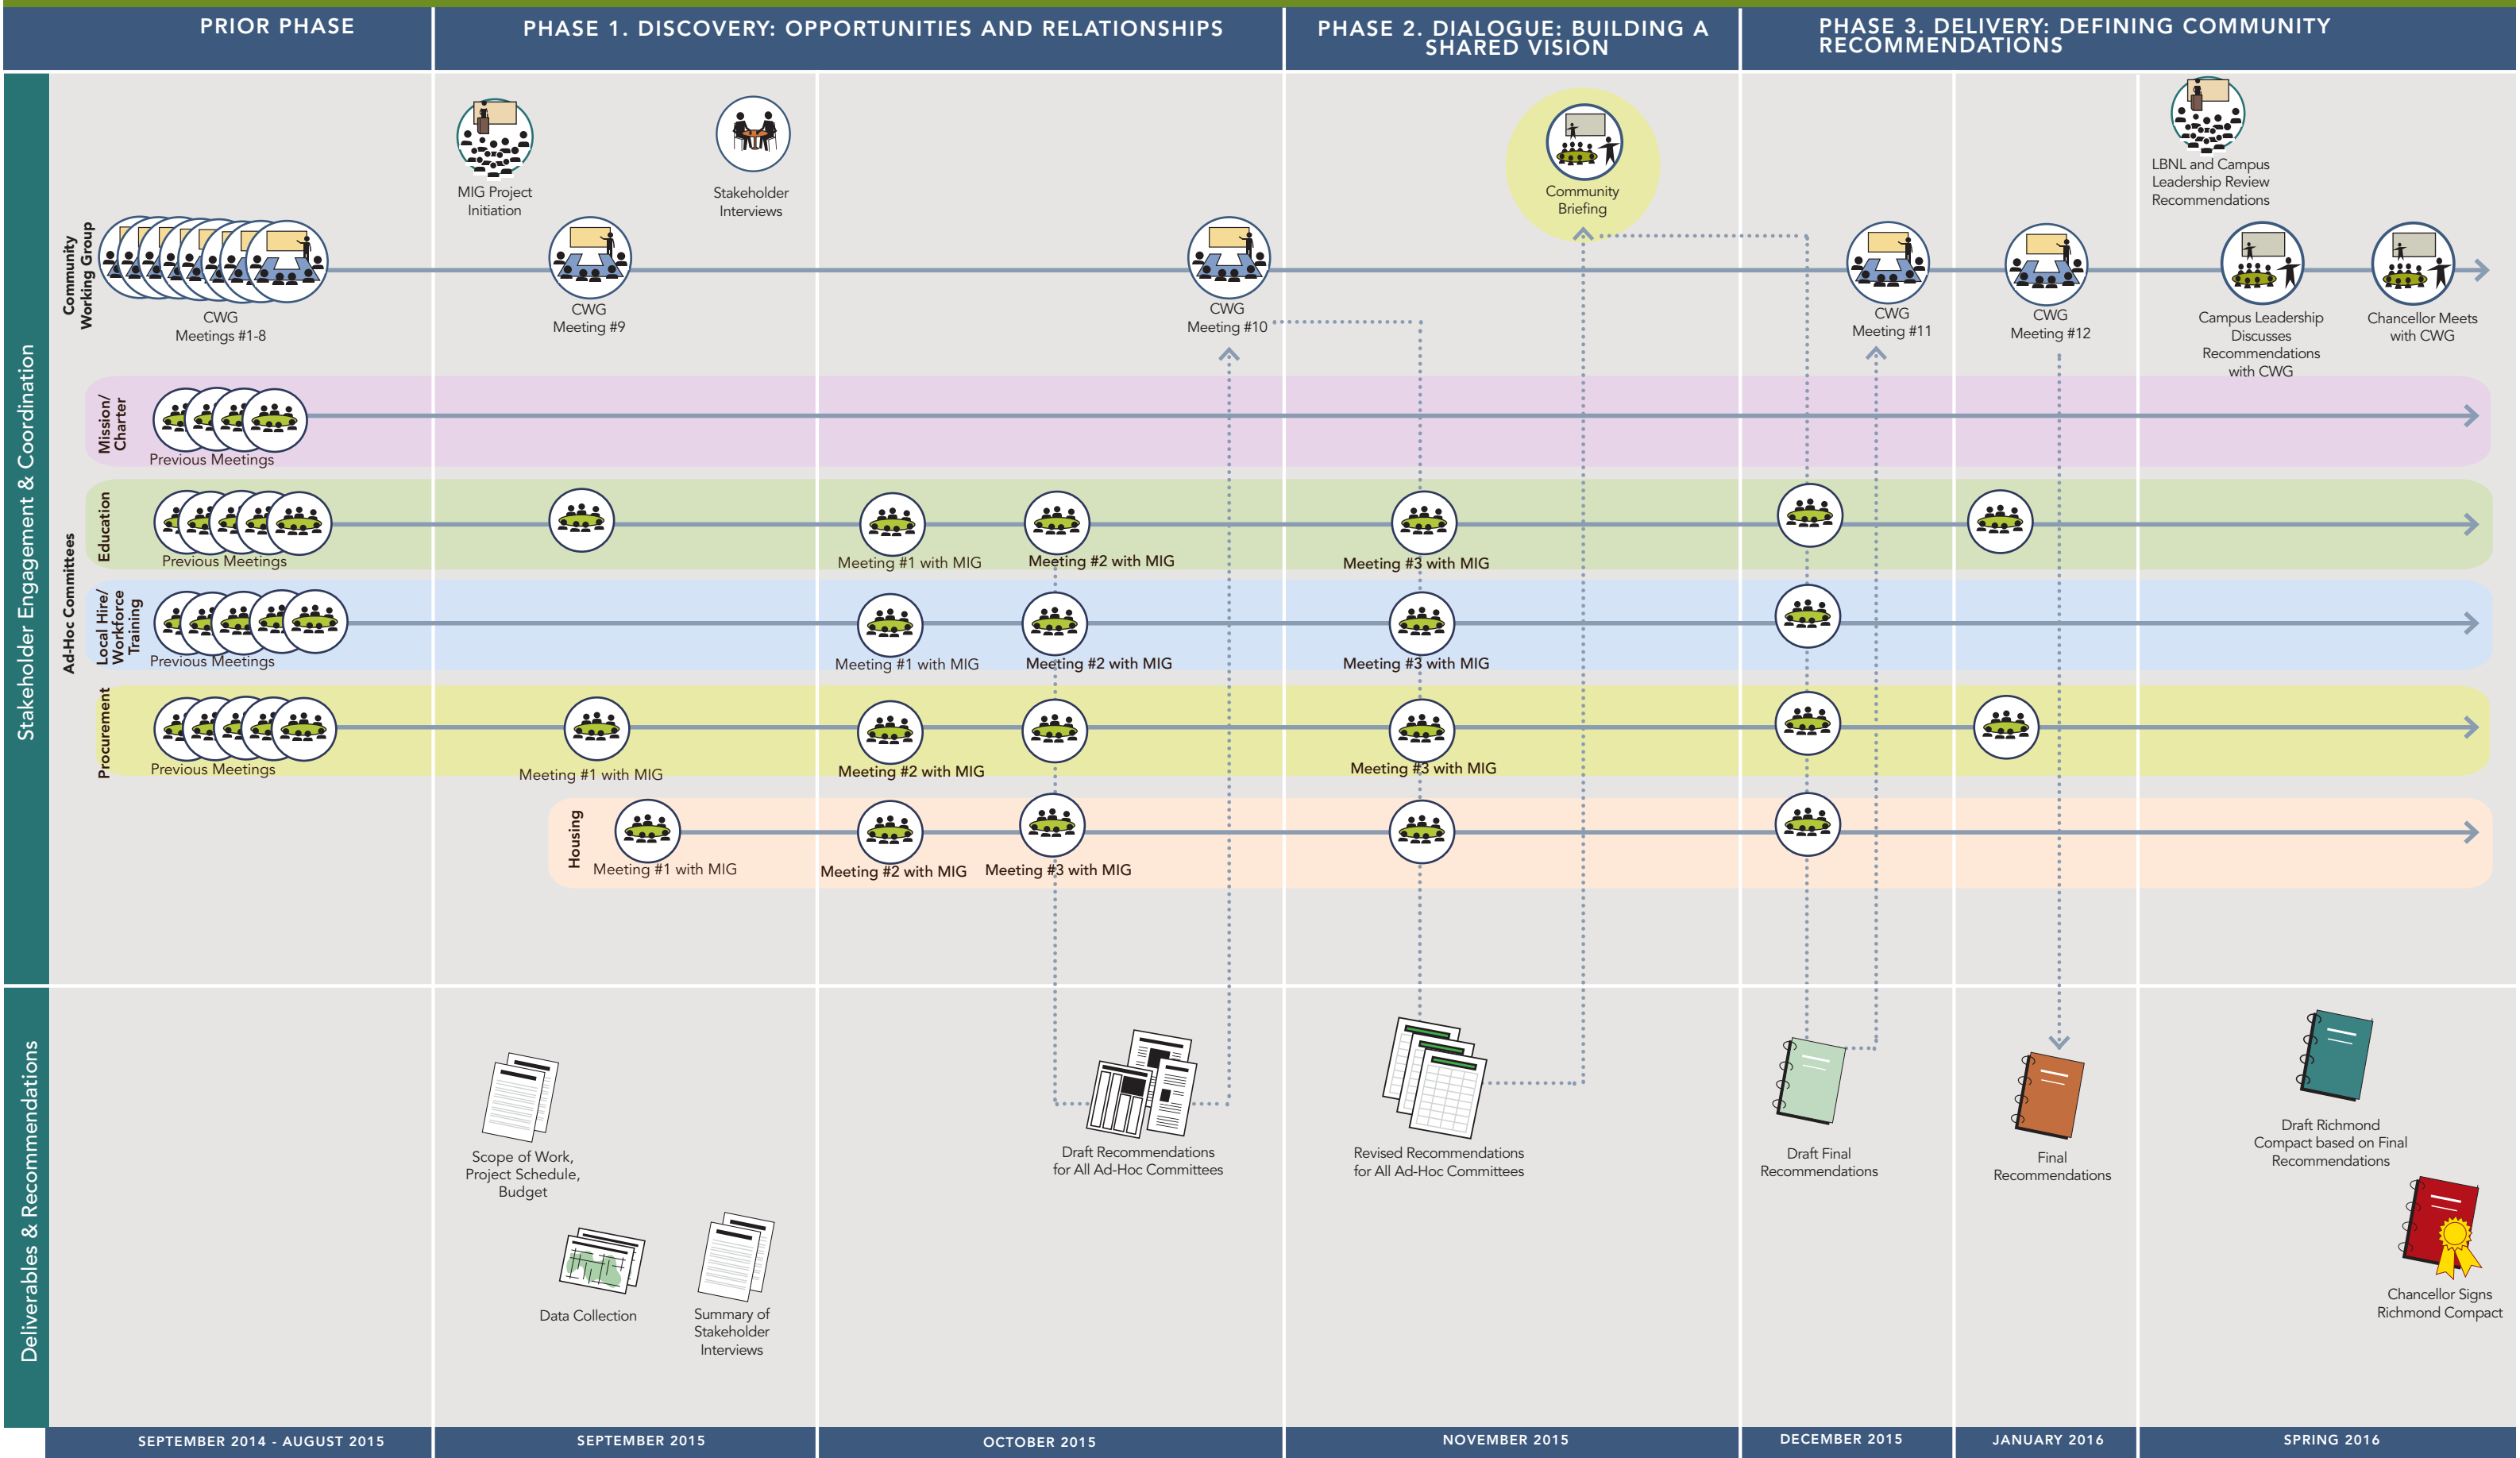 PRIOR PHASE
PHASE 1. DISCOVERY: OPPORTUNITIES AND RELATIONSHIPS
PHASE 2. DIALOGUE: BUILDING A
SHARED VISION
PHASE 3. DELIVERY: DEFINING COMMUNITY
RECOMMENDATIONS
Stakeholder Engagement & Coordination
Community
Working Group
MIG Project
Initiation
Stakeholder
Interviews
Community
Briefing
LBNL and Campus
Leadership Review
Recommendations
CWG
Meetings #1-8
CWG
Meeting #9
CWG
Meeting #10
CWG
Meeting #11
CWG
Meeting #12
Campus Leadership
Discusses
Recommendations
with CWG
Chancellor Meets
with CWG
Ad-Hoc Committees
Mission/
Charter
Previous Meetings
Education
Previous Meetings
Meeting #1 with MIG
Meeting #2 with MIG
Meeting #3 with MIG
Local Hire/
Workforce
Training
Previous Meetings
Meeting #1 with MIG
Meeting #2 with MIG
Meeting #3 with MIG
Procurement
Previous Meetings
Meeting #1 with MIG
Meeting #2 with MIG
Meeting #3 with MIG
Housing
Meeting #1 with MIG
Meeting #2 with MIG
Meeting #3 with MIG
Deliverables & Recommendations
Scope of Work,
Project Schedule,
Budget
Data Collection
Summary of
Stakeholder
Interviews
Draft Recommendations
for All Ad-Hoc Committees
Revised Recommendations
for All Ad-Hoc Committees
Draft Final
Recommendations
Final
Recommendations
Draft Richmond
Compact based on Final
Recommendations
Chancellor Signs
Richmond Compact
SEPTEMBER 2014 - AUGUST 2015
SEPTEMBER 2015
OCTOBER 2015
NOVEMBER 2015
DECEMBER 2015
JANUARY 2016
SPRING 2016